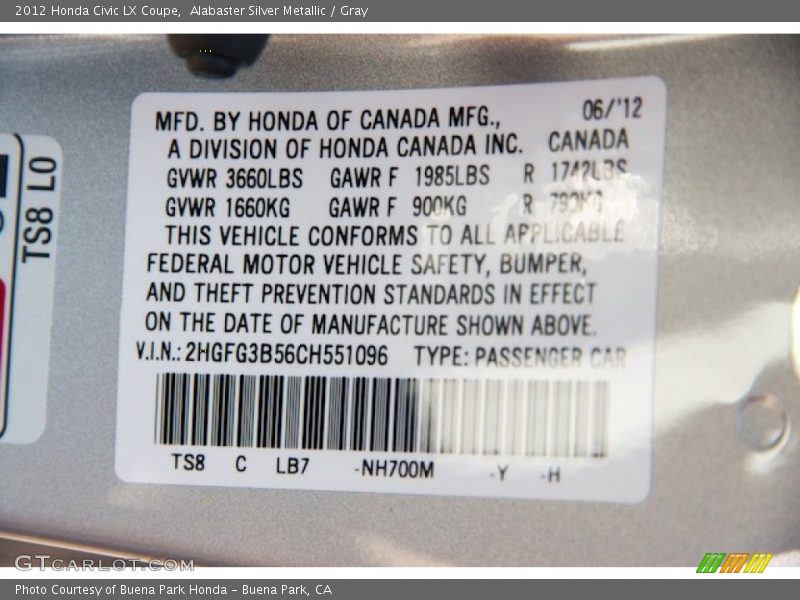 2012 Honda Civic LX Coupe,  Alabaster Silver Metallic / Gray
TS8 L0
MFD. BY HONDA OF CANADA MFG., 06/'12
A DIVISION OF HONDA CANADA INC. CANADA
GVWR 3660LBS GAWR F 1985LBS R 1742LBS
GVWR 1660KG GAWR F 900KG R 790KG
THIS VEHICLE CONFORMS TO ALL APPLICABLE
FEDERAL MOTOR VEHICLE SAFETY, BUMPER,
AND THEFT PREVENTION STANDARDS IN EFFECT
ON THE DATE OF MANUFACTURE SHOWN ABOVE.
V.I.N.: 2HGFG3B56CH551096 TYPE: PASSENGER CAR
TS8 C LB7 -NH700M -Y -H
GTCARLOT.COM
Photo Courtesy of Buena Park Honda – Buena Park, CA